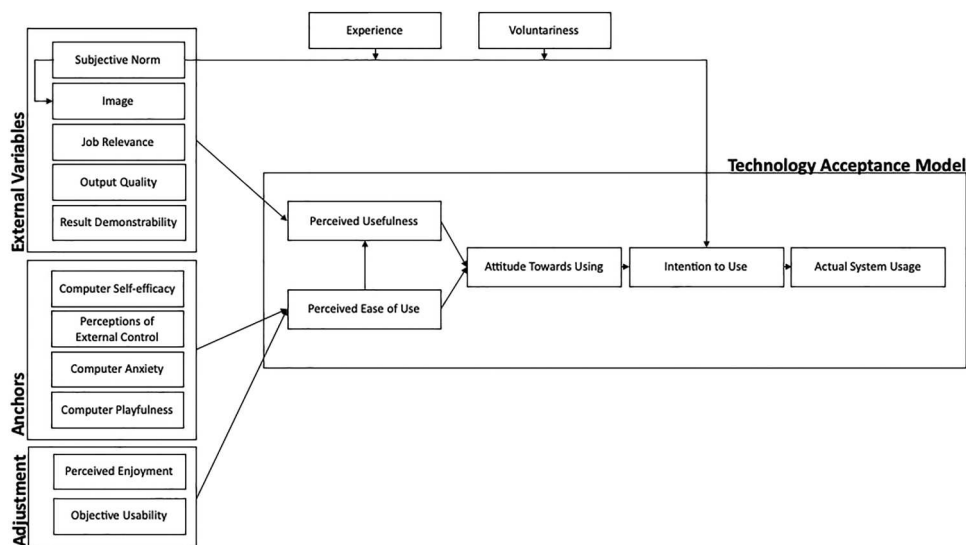 Experience
Voluntariness
External Variables
Subjective Norm
Image
Job Relevance
Output Quality
Result Demonstrability
Technology Acceptance Model
Perceived Usefulness
Attitude Towards Using
Intention to Use
Actual System Usage
Perceived Ease of Use
Anchors
Computer Self-efficacy
Perceptions of
External Control
Computer Anxiety
Computer Playfulness
Adjustment
Perceived Enjoyment
Objective Usability